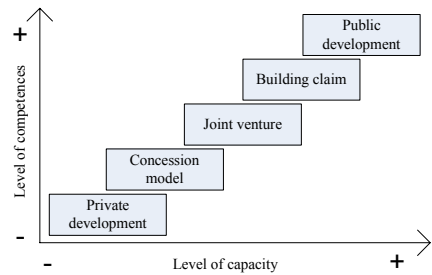 +
Public
development
Building claim
Level of competences
Joint venture
Concession
model
Private
development
-
-
Level of capacity
+